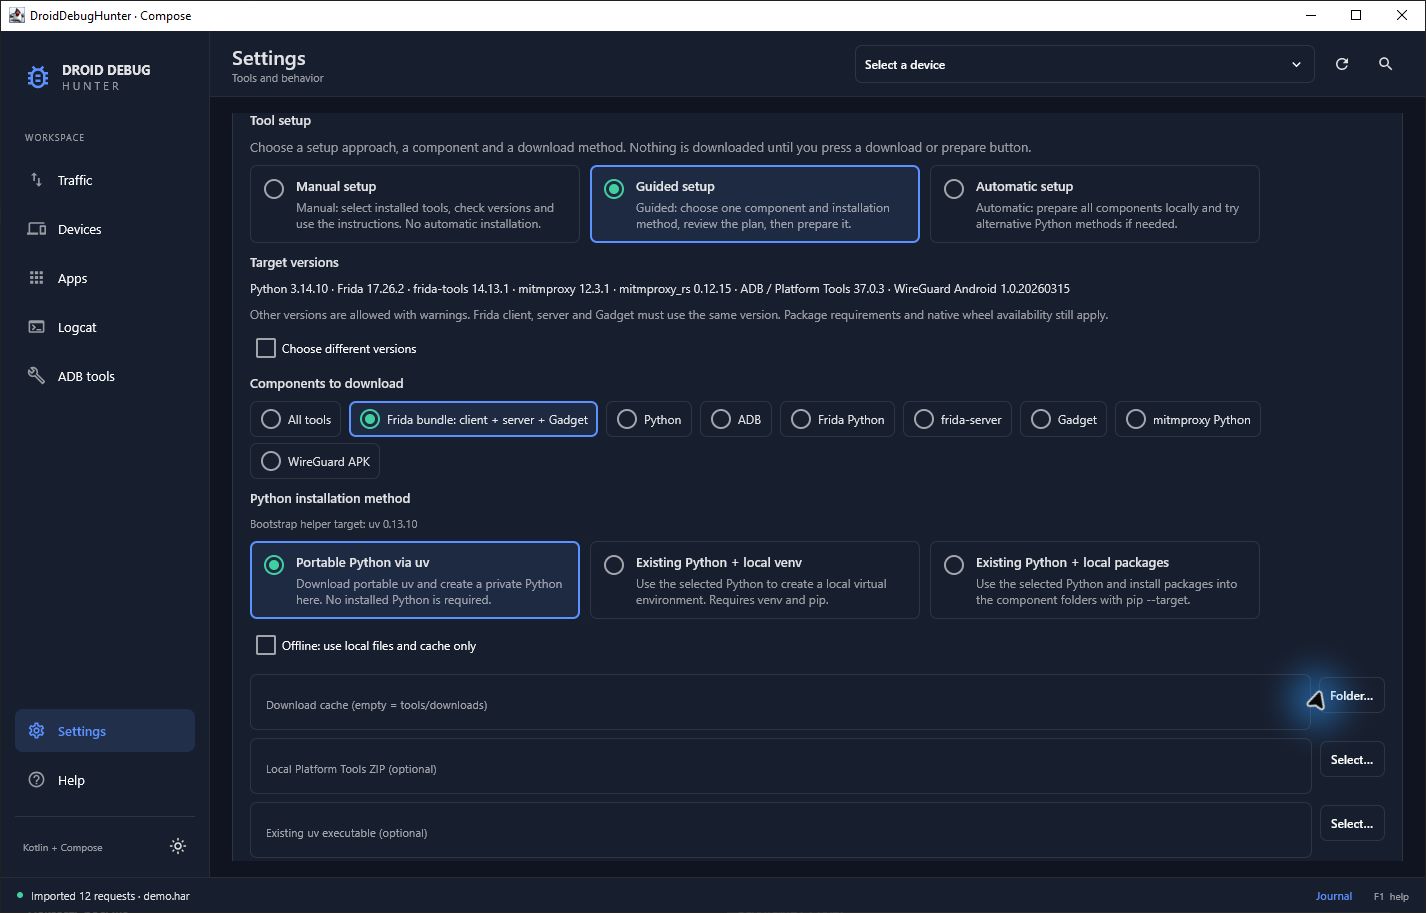 DroidDebugHunter · Compose
DROID DEBUG
HUNTER
Settings
Tools and behavior
Select a device
WORKSPACE
Traffic
Devices
Apps
Logcat
ADB tools
Settings
Help
Kotlin + Compose
Tool setup
Choose a setup approach, a component and a download method. Nothing is downloaded until you press a download or prepare button.
Manual setup
Manual: select installed tools, check versions and
use the instructions. No automatic installation.
Guided setup
Guided: choose one component and installation
method, review the plan, then prepare it.
Automatic setup
Automatic: prepare all components locally and try
alternative Python methods if needed.
Target versions
Python 3.14.10 · Frida 17.26.2 · frida-tools 14.13.1 · mitmproxy 12.3.1 · mitmproxy_rs 0.12.15 · ADB / Platform Tools 37.0.3 · WireGuard Android 1.0.20260315
Other versions are allowed with warnings. Frida client, server and Gadget must use the same version. Package requirements and native wheel availability still apply.
Choose different versions
Components to download
All tools
Frida bundle: client + server + Gadget
Python
ADB
Frida Python
frida-server
Gadget
mitmproxy Python
WireGuard APK
Python installation method
Bootstrap helper target: uv 0.13.10
Portable Python via uv
Download portable uv and create a private Python
here. No installed Python is required.
Existing Python + local venv
Use the selected Python to create a local virtual
environment. Requires venv and pip.
Existing Python + local packages
Use the selected Python and install packages into
the component folders with pip --target.
Offline: use local files and cache only
Download cache (empty = tools/downloads)
Folder...
Local Platform Tools ZIP (optional)
Select...
Existing uv executable (optional)
Select...
Imported 12 requests · demo.har
Journal
F1 help